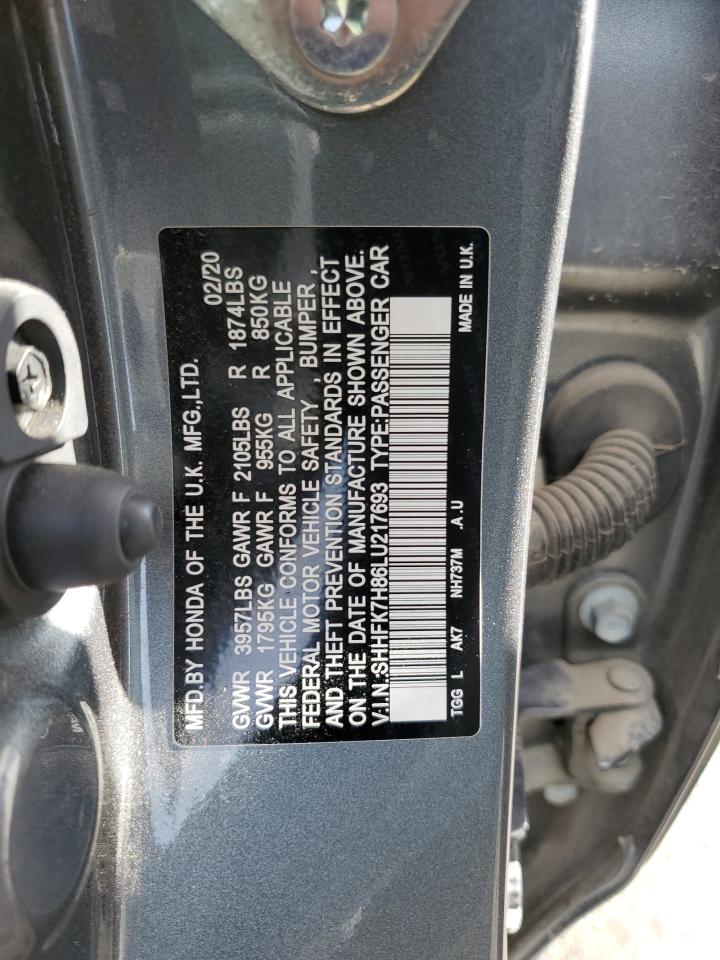 MFD.BY HONDA OF THE U.K. MFG.,LTD. 02/20
GVWR 3957LBS GAWR F 2105LBS R 1874LBS
GVWR 1795KG GAWR F 955KG R 850KG
THIS VEHICLE CONFORMS TO ALL APPLICABLE
FEDERAL MOTOR VEHICLE SAFETY , BUMPER ,
AND THEFT PREVENTION STANDARDS IN EFFECT
ON THE DATE OF MANUFACTURE SHOWN ABOVE.
V.I.N.:SHHFK7H86LU217693 TYPE:PASSENGER CAR
TGG L AK7 NH737M .A .U MADE IN U.K.